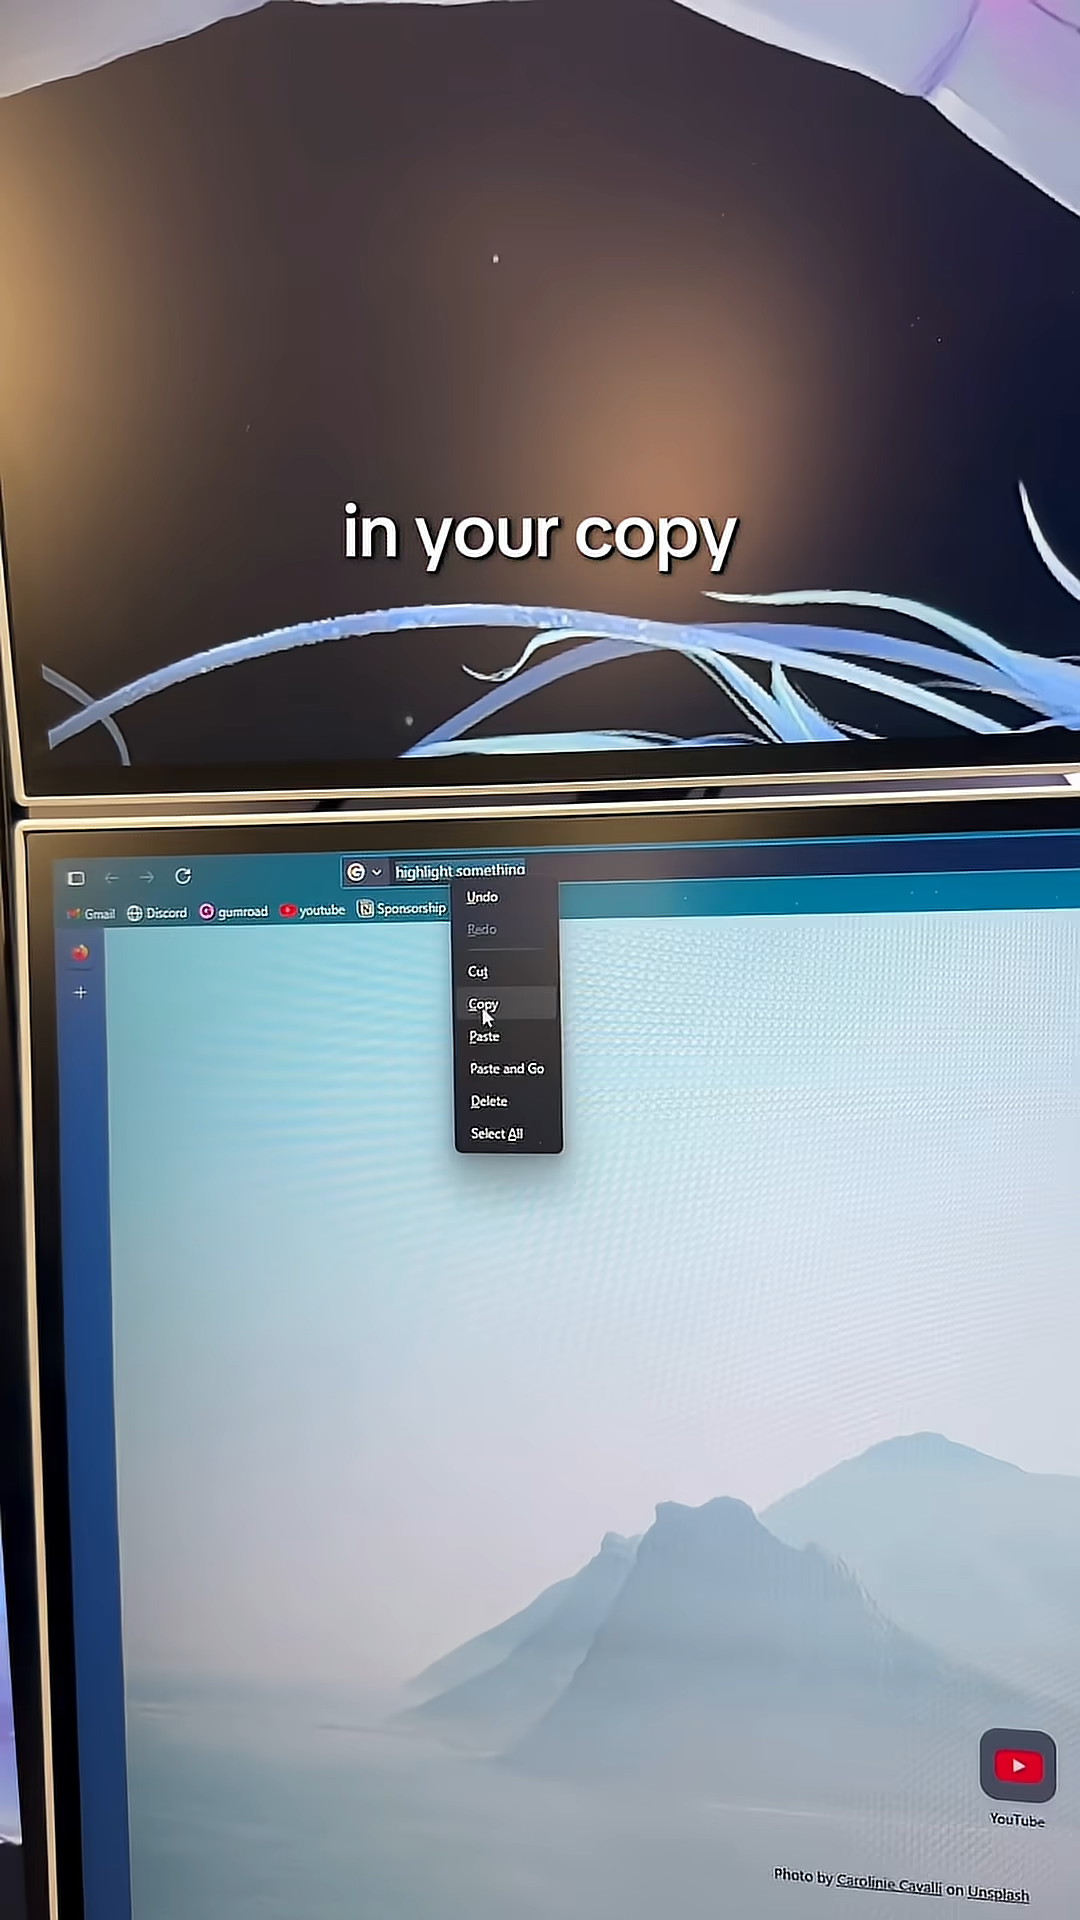 in your copy
highlight something
Gmail Discord gumroad youtube Sponsorship
Undo
Redo
Cut
Copy
Paste
Paste and Go
Delete
Select All
YouTube
Photo by Carolinie Cavalli on Unsplash